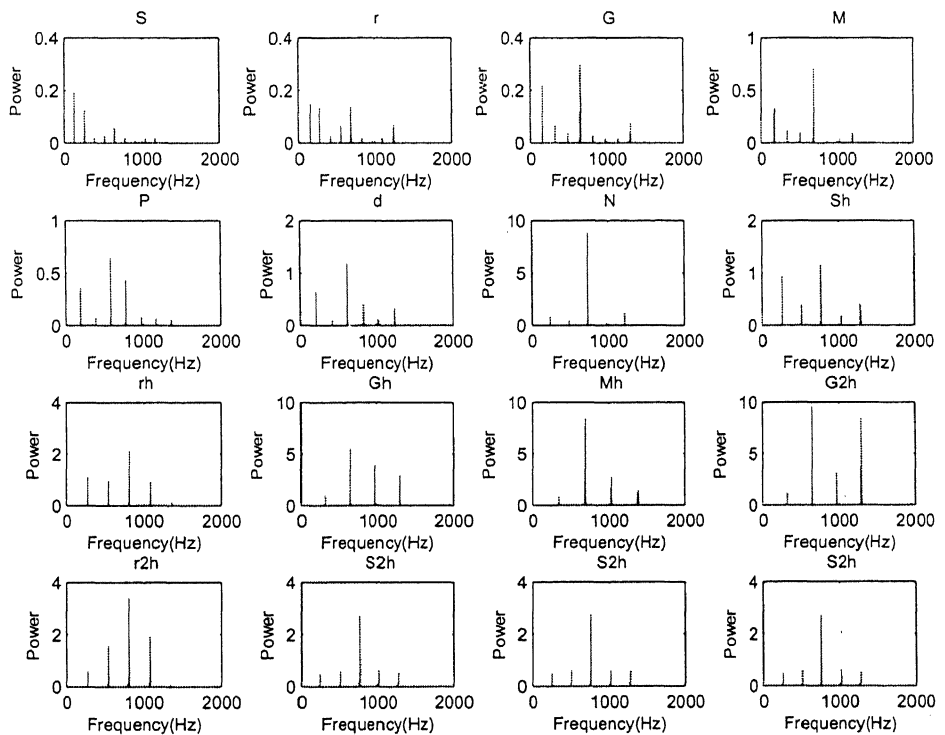 S r G M
0.4 0.4 0.4 1
Power Power Power Power
0.2 0.2 0.2 0.5
0 0 0 0
0 1000 2000 0 1000 2000 0 1000 2000 0 1000 2000
Frequency(Hz) Frequency(Hz) Frequency(Hz) Frequency(Hz)
P d N Sh
1 2 10 2
Power Power Power Power
0.5 1 5 1
0 0 0 0
0 1000 2000 0 1000 2000 0 1000 2000 0 1000 2000
Frequency(Hz) Frequency(Hz) Frequency(Hz) Frequency(Hz)
rh Gh Mh G2h
4 10 10 10
Power Power Power Power
2 5 5 5
0 0 0 0
0 1000 2000 0 1000 2000 0 1000 2000 0 1000 2000
Frequency(Hz) Frequency(Hz) Frequency(Hz) Frequency(Hz)
r2h S2h S2h S2h
4 4 4 4
Power Power Power Power
2 2 2 2
0 0 0 0
0 1000 2000 0 1000 2000 0 1000 2000 0 1000 2000
Frequency(Hz) Frequency(Hz) Frequency(Hz) Frequency(Hz)